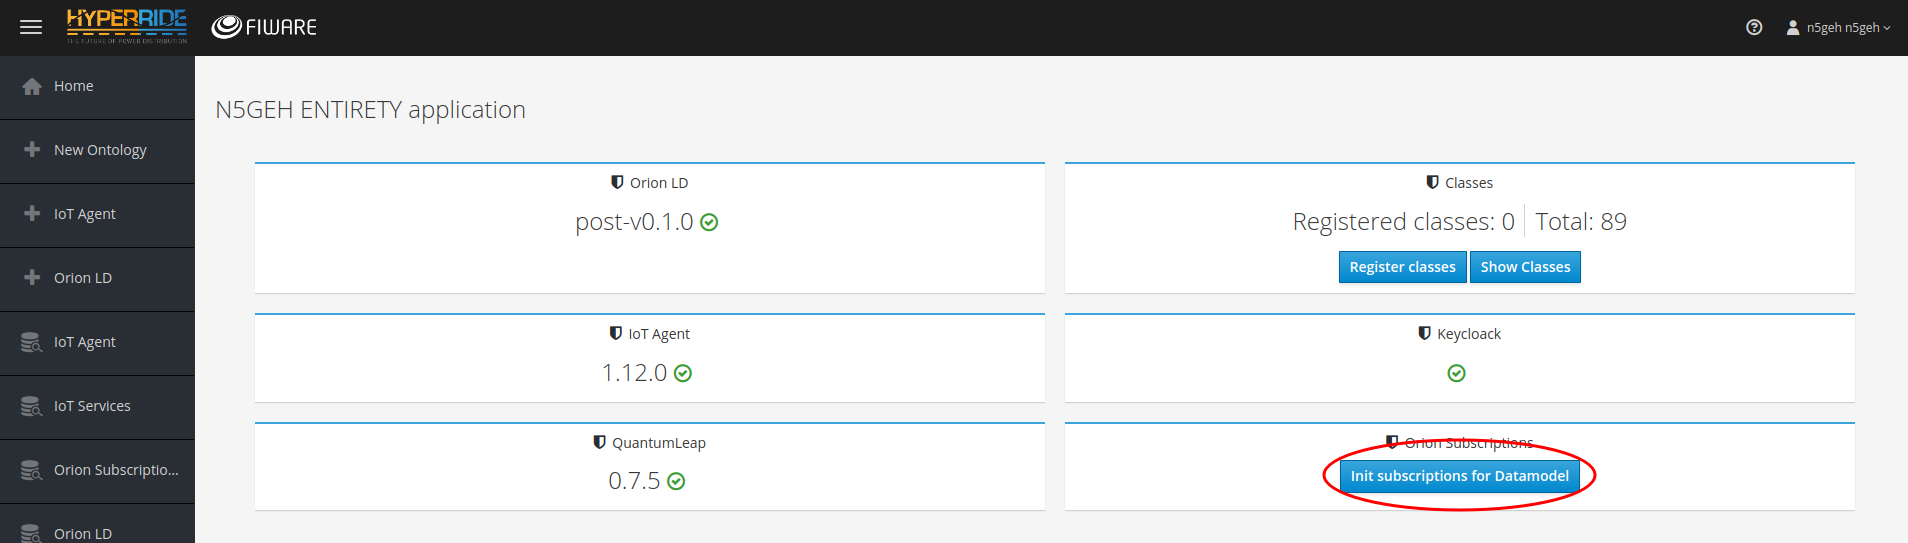 HYPERRIDE
THE FUTURE OF POWER DISTRIBUTION
FIWARE
n5geh n5geh
Home
New Ontology
IoT Agent
Orion LD
IoT Agent
IoT Services
Orion Subscriptio...
Orion LD
N5GEH ENTIRETY application
Orion LD
post-v0.1.0
Classes
Registered classes: 0 Total: 89
Register classes Show Classes
IoT Agent
1.12.0
Keycloack
QuantumLeap
0.7.5
Orion Subscriptions
Init subscriptions for Datamodel